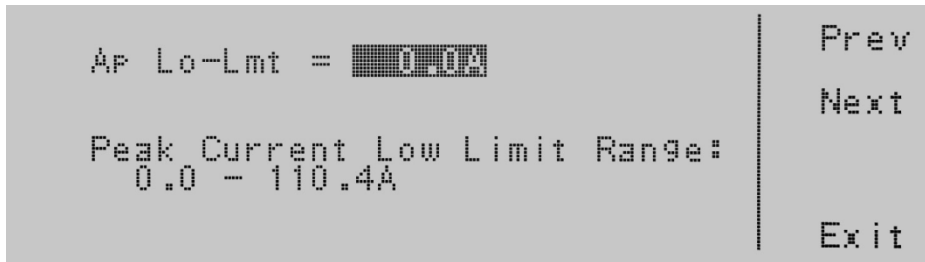 Ap Lo-Lmt = 0.0A
Peak Current Low Limit Range:
0.0 - 110.4A
Prev
Next
Exit